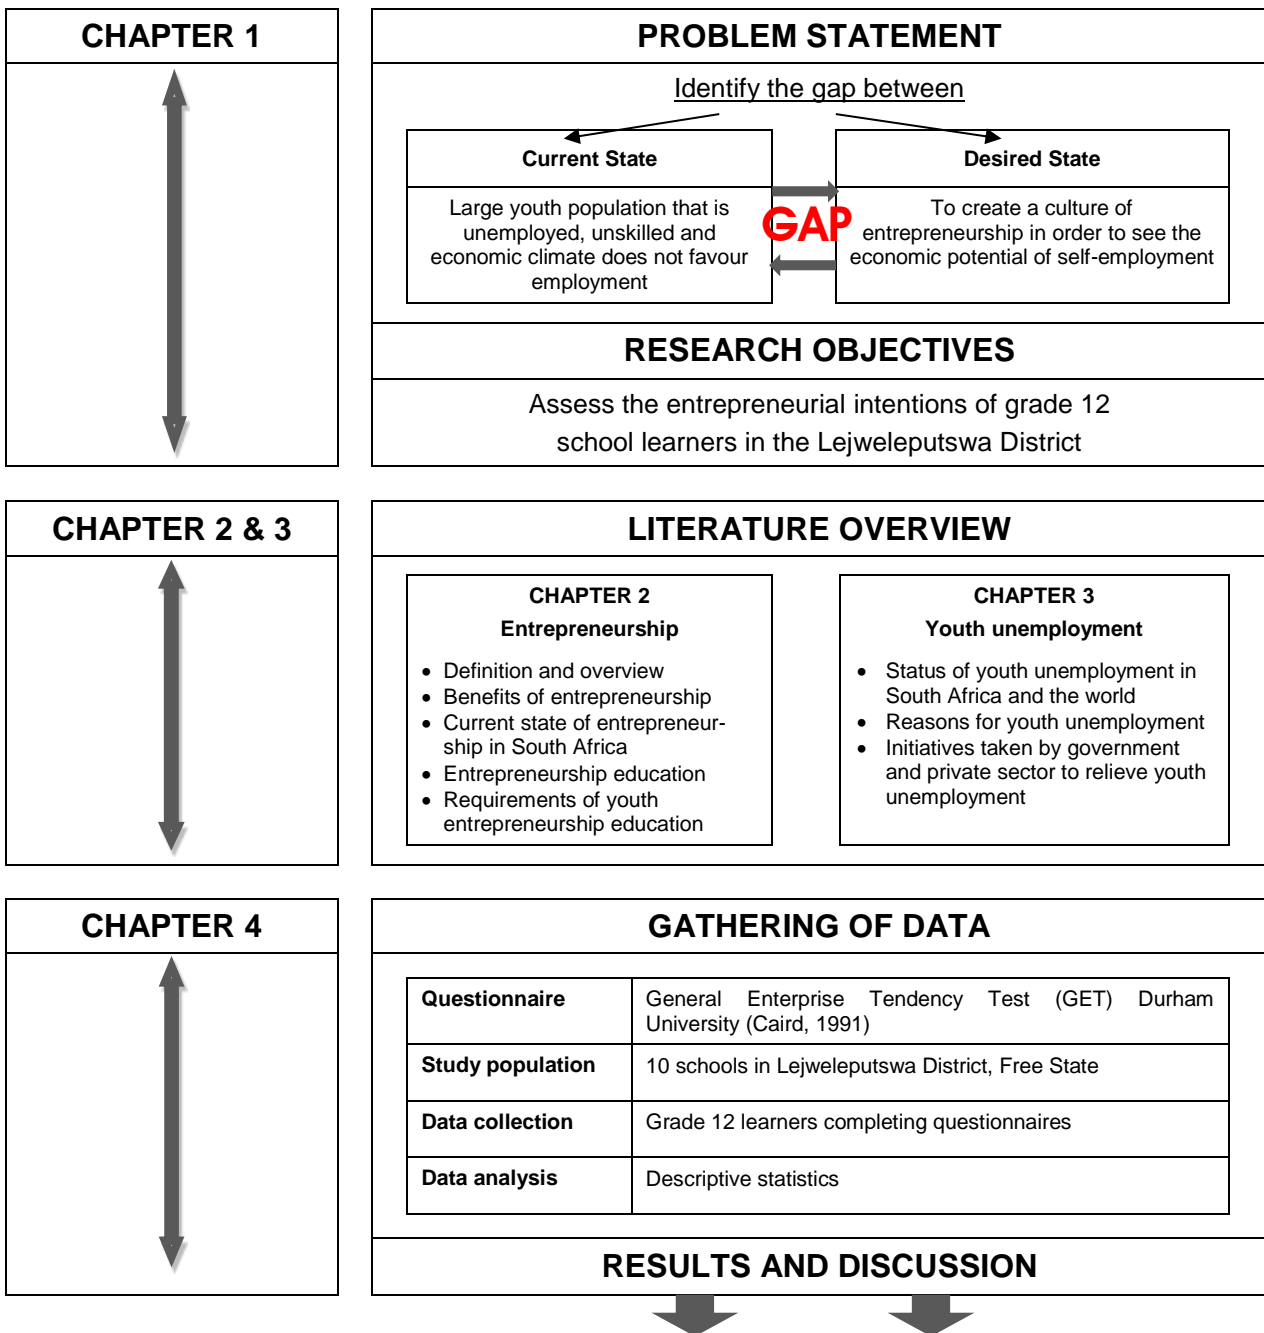 CHAPTER 1
PROBLEM STATEMENT
Identify the gap between
Current State
Large youth population that is
unemployed, unskilled and
economic climate does not favour
employment
GAP
Desired State
To create a culture of
entrepreneurship in order to see the
economic potential of self-employment
RESEARCH OBJECTIVES
Assess the entrepreneurial intentions of grade 12
school learners in the Lejweleputswa District
CHAPTER 2 & 3
LITERATURE OVERVIEW
CHAPTER 2
Entrepreneurship
• Definition and overview
• Benefits of entrepreneurship
• Current state of entrepreneur-
ship in South Africa
• Entrepreneurship education
• Requirements of youth
entrepreneurship education
CHAPTER 3
Youth unemployment
• Status of youth unemployment in
South Africa and the world
• Reasons for youth unemployment
• Initiatives taken by government
and private sector to relieve youth
unemployment
CHAPTER 4
GATHERING OF DATA
Questionnaire
General Enterprise Tendency Test (GET) Durham
University (Caird, 1991)
Study population
10 schools in Lejweleputswa District, Free State
Data collection
Grade 12 learners completing questionnaires
Data analysis
Descriptive statistics
RESULTS AND DISCUSSION